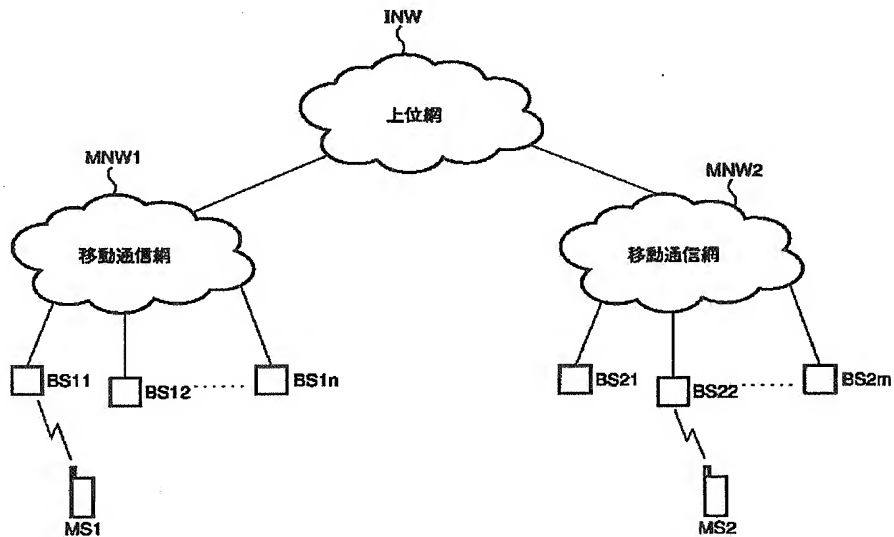 INW
上位網
MNW1
MNW2
移動通信網
移動通信網
BS11
BS12
BS1n
BS21
BS22
BS2m
MS1
MS2